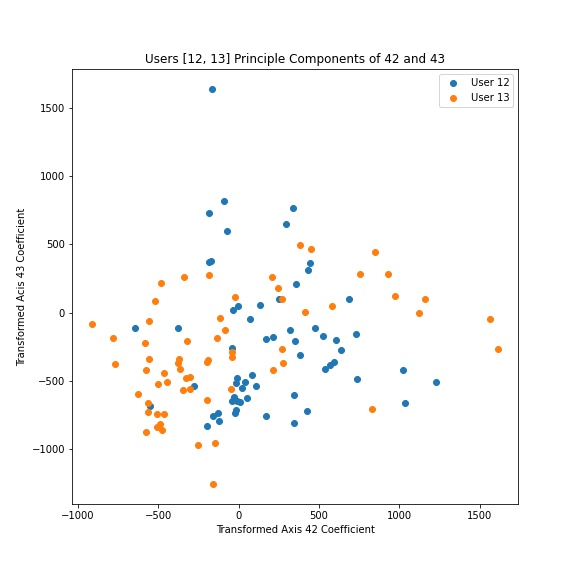 Users [12, 13] Principle Components of 42 and 43
User 12
User 13
Transformed Acis 43 Coefficient
1500
1000
500
0
−500
−1000
−1000 −500 0 500 1000 1500
Transformed Axis 42 Coefficient